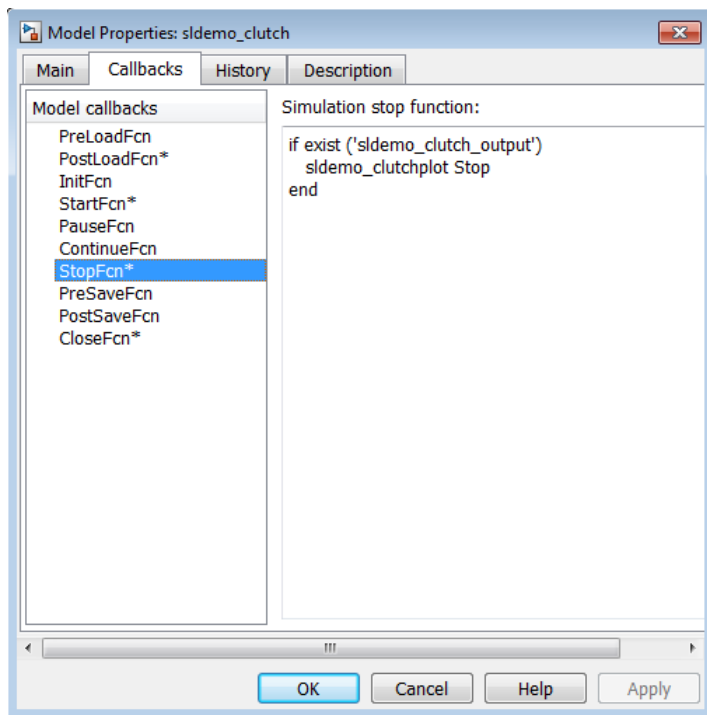 Model Properties: sldemo_clutch
Main Callbacks History Description
Model callbacks
PreLoadFcn
PostLoadFcn*
InitFcn
StartFcn*
PauseFcn
ContinueFcn
StopFcn*
PreSaveFcn
PostSaveFcn
CloseFcn*
Simulation stop function:
if exist ('sldemo_clutch_output')
sldemo_clutchplot Stop
end
OK Cancel Help Apply